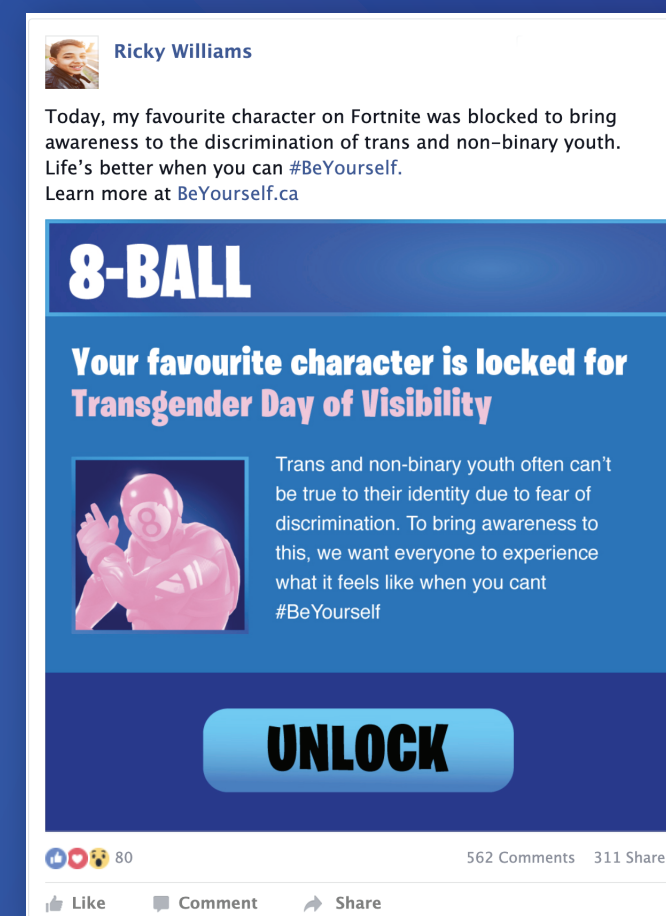 Ricky Williams
Today, my favourite character on Fortnite was blocked to bring
awareness to the discrimination of trans and non-binary youth.
Life's better when you can #BeYourself.
Learn more at BeYourself.ca
8-BALL
Your favourite character is locked for
Transgender Day of Visibility
Trans and non-binary youth often can't
be true to their identity due to fear of
discrimination. To bring awareness to
this, we want everyone to experience
what it feels like when you cant
#BeYourself
8
UNLOCK
80 562 Comments 311 Share
Like Comment Share